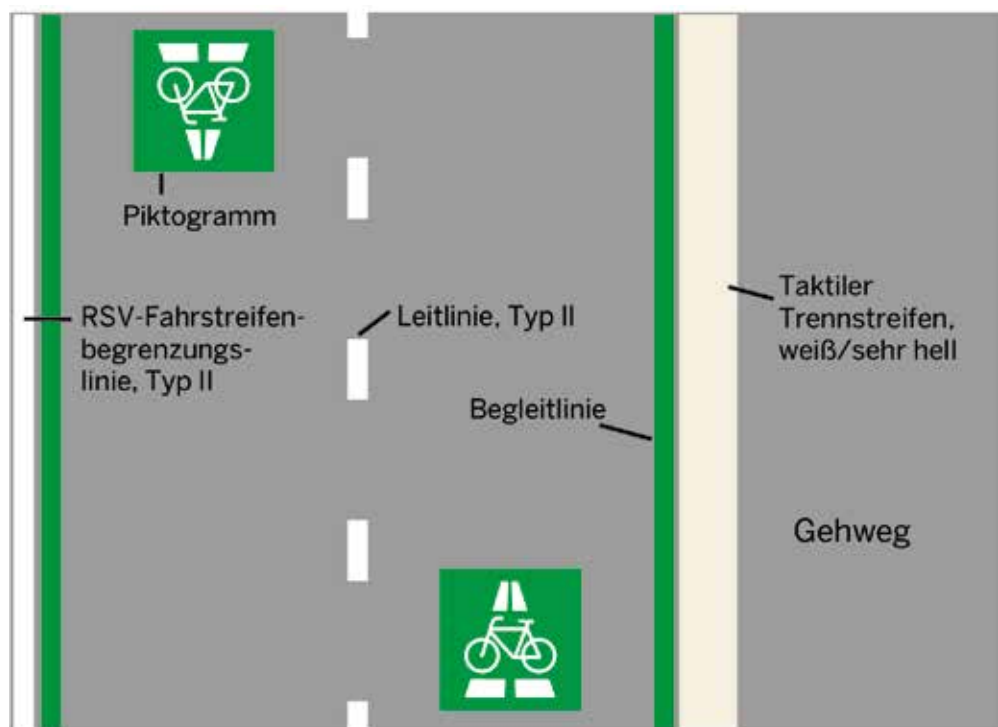 Piktogramm
RSV-Fahrstreifen-
begrenzungs-
linie, Typ II
Leitlinie, Typ II
Taktiler
Trennstreifen,
weiß/sehr hell
Begleitlinie
Gehweg